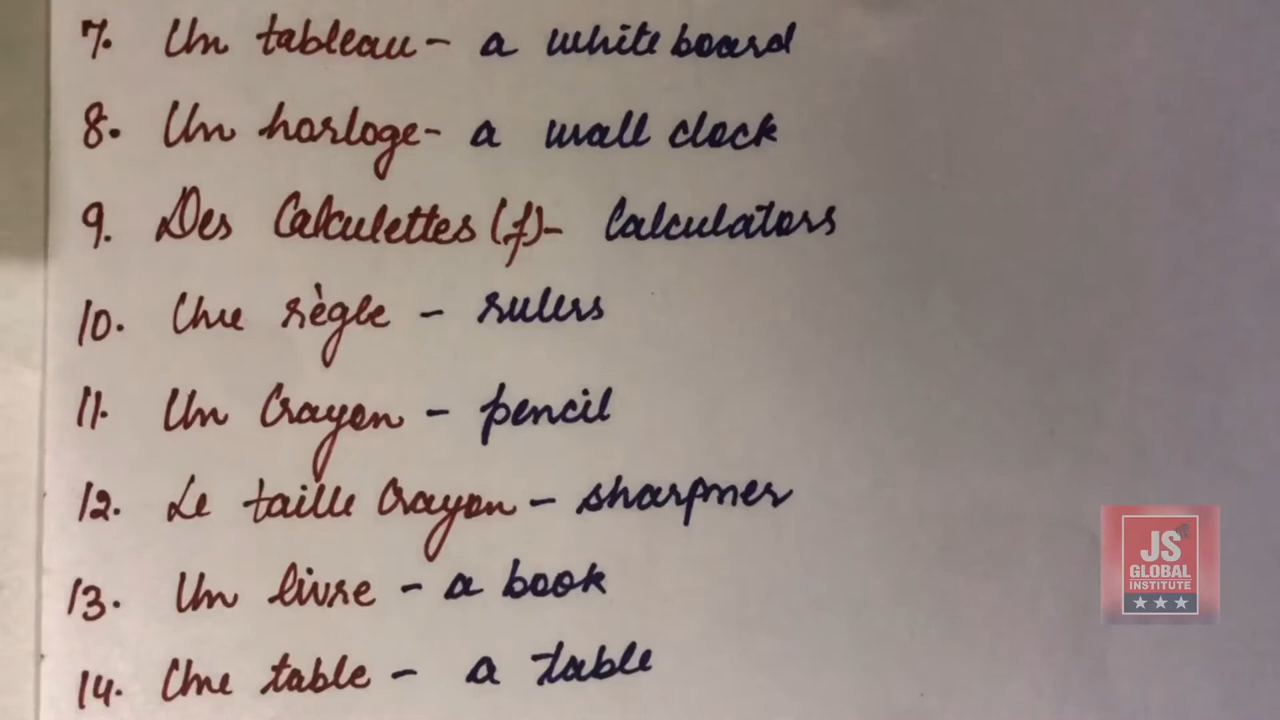 7. Un tableau - a white board
8. Un horloge - a wall clock
9. Des Calculettes (f) - Calculators
10. Une règle - rulers
11. Un Crayon - pencil
12. Le taille Crayon - sharpner
13. Un livre - a book
14. Une table - a table
JS
GLOBAL
INSTITUTE